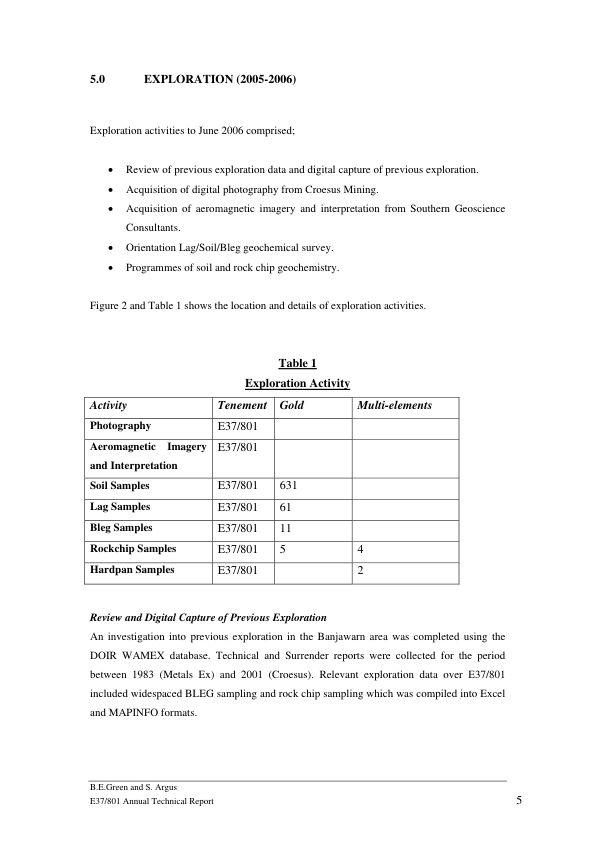 5.0 EXPLORATION (2005-2006)
Exploration activities to June 2006 comprised;
• Review of previous exploration data and digital capture of previous exploration.
• Acquisition of digital photography from Croesus Mining.
• Acquisition of aeromagnetic imagery and interpretation from Southern Geoscience
Consultants.
• Orientation Lag/Soil/Bleg geochemical survey.
• Programmes of soil and rock chip geochemistry.
Figure 2 and Table 1 shows the location and details of exploration activities.
Table 1
Exploration Activity
Activity Tenement Gold Multi-elements
Photography E37/801
Aeromagnetic Imagery E37/801
and Interpretation
Soil Samples E37/801 631
Lag Samples E37/801 61
Bleg Samples E37/801 11
Rockchip Samples E37/801 5 4
Hardpan Samples E37/801 2
Review and Digital Capture of Previous Exploration
An investigation into previous exploration in the Banjawarn area was completed using the
DOIR WAMEX database. Technical and Surrender reports were collected for the period
between 1983 (Metals Ex) and 2001 (Croesus). Relevant exploration data over E37/801
included widespaced BLEG sampling and rock chip sampling which was compiled into Excel
and MAPINFO formats.
B.E.Green and S. Argus
E37/801 Annual Technical Report 5